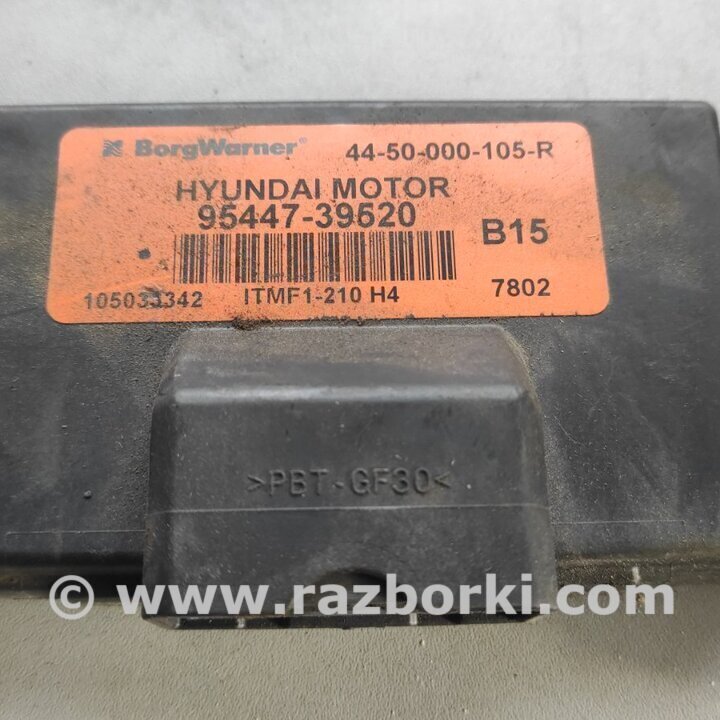 BorgWarner® 44-50-000-105-R
HYUNDAI MOTOR
95447-39520 B15
105033342 ITMF1-210 H4 7802
>PBT-GF30<
© www.razborki.com